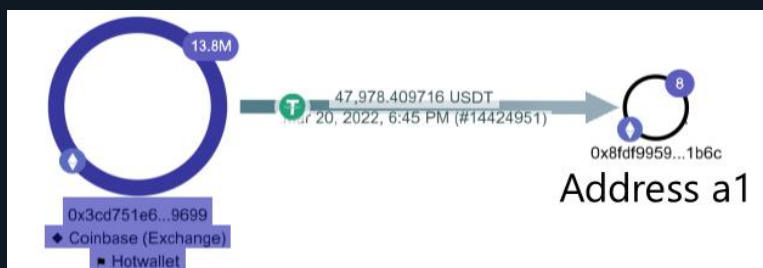 13.8M
47,978.409716 USDT
20, 2022, 6:45 PM (#14424951)
8
0x3cd751e6...9699
Coinbase (Exchange)
Hotwallet
0x8fdf9959...1b6c
Address a1